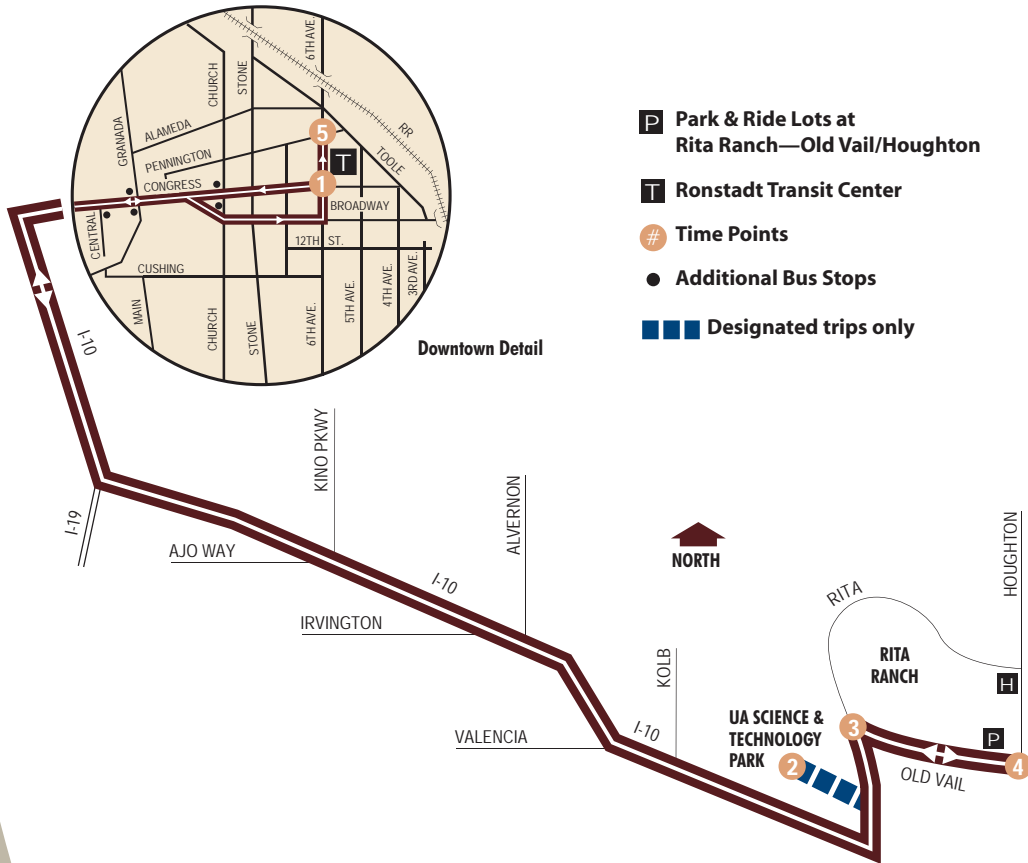 6TH AVE.
CHURCH
STONE
GRANADA
ALAMEDA
RR
5
PENNINGTON
T
TOOLE
CONGRESS
1
BROADWAY
CENTRAL
12TH ST.
CUSHING
MAIN
CHURCH
STONE
6TH AVE.
5TH AVE.
4TH AVE.
3RD AVE.
Downtown Detail
P Park & Ride Lots at
Rita Ranch—Old Vail/Houghton
T Ronstadt Transit Center
# Time Points
Additional Bus Stops
Designated trips only
I-10
I-19
KINO PKWY
AJO WAY
I-10
ALVERNON
IRVINGTON
NORTH
HOUGHTON
RITA
RITA
RANCH
H
KOLB
VALENCIA
I-10
UA SCIENCE &
TECHNOLOGY
PARK
2
3
P
4
OLD VAIL